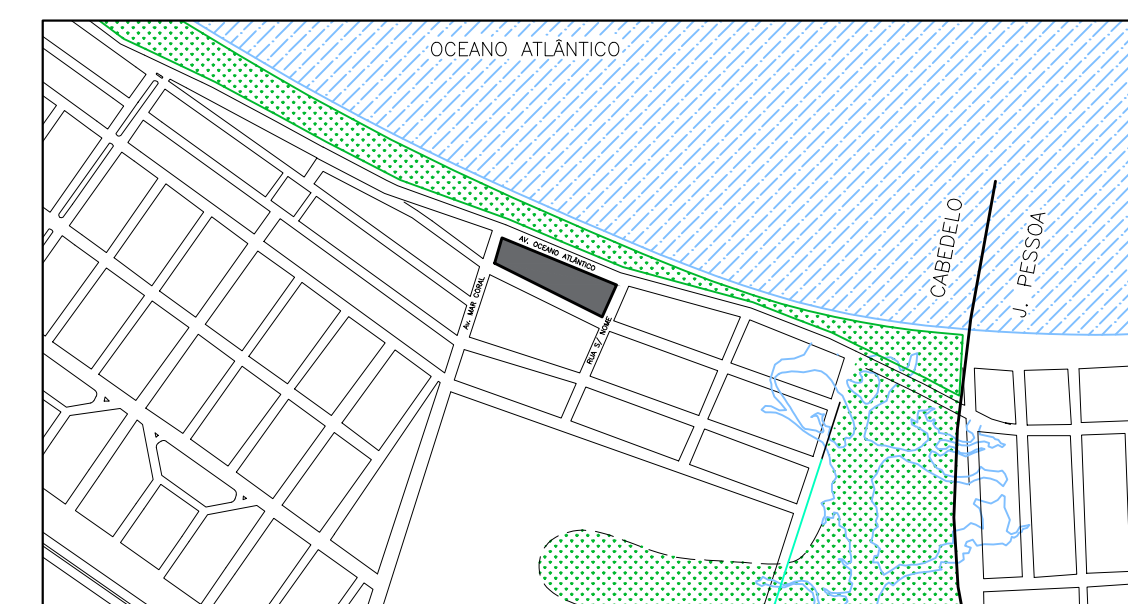 OCEANO ATLÂNTICO
CABEDELO
J. PESSOA
AV. OCEANO ATLÂNTICO
Av. MAR CORAL
RUA S/ NOME